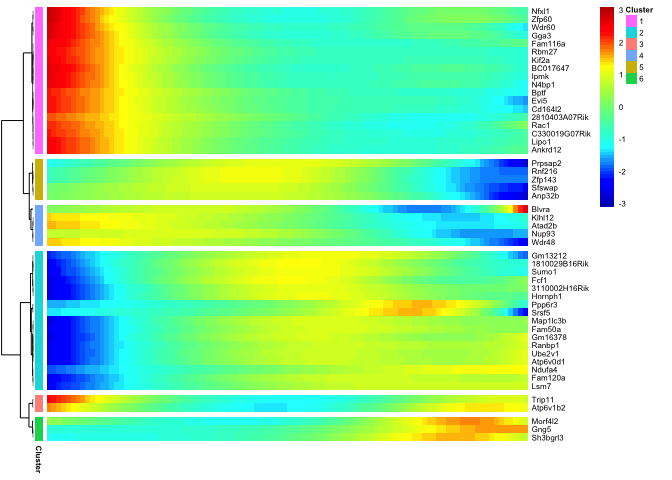 Nfxl1
Zfp60
Wdr60
Gga3
Fam116a
Rbm27
Kif2a
BC017647
Ipmk
N4bp1
Bptf
Evi5
Cd164l2
2810403A07Rik
Rac1
C330019G07Rik
Lipo1
Ankrd12
Prpsap2
Rnf216
Zfp143
Sfswap
Anp32b
Blvra
Klhl12
Atad2b
Nup93
Wdr48
Gm13212
1810029B16Rik
Sumo1
Fcf1
3110002H16Rik
Hnrnph1
Ppp6r3
Srsf5
Map1lc3b
Fam50a
Gm16378
Ranbp1
Ube2v1
Atp6v0d1
Ndufa4
Fam120a
Lsm7
Trip11
Atp6v1b2
Morf4l2
Gng5
Sh3bgrl3
Cluster
3
2
1
0
-1
-2
-3
Cluster
1
2
3
4
5
6